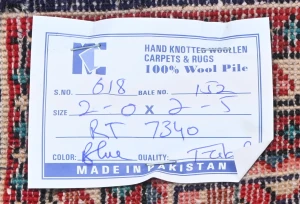 KC
HAND KNOTTED WOOLLEN
CARPETS & RUGS
100% Wool Pile
S.NO. 618 BALE NO. 152
SIZE 2-0 x 2-5
RT 7340
COLOR: Blue QUALITY:
MADE IN PAKISTAN